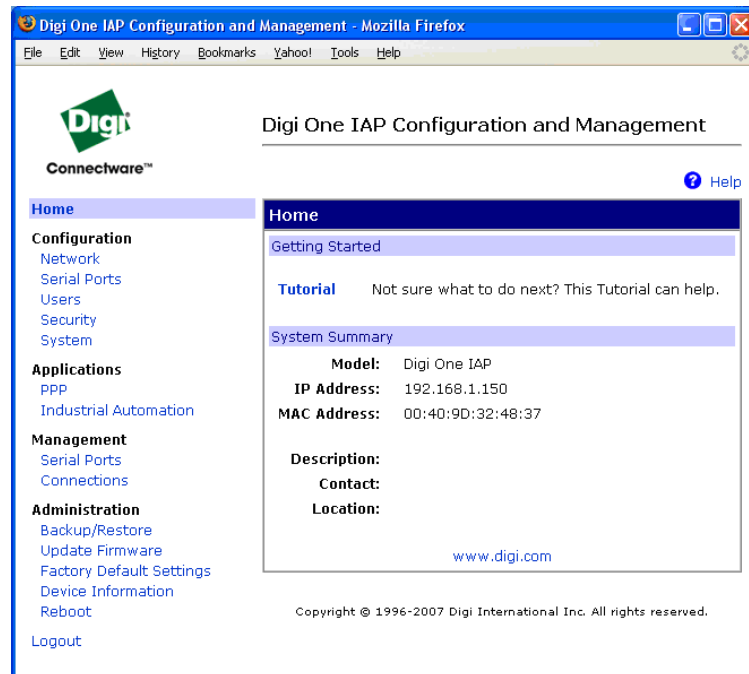 Digi One IAP Configuration and Management - Mozilla Firefox
File Edit View History Bookmarks Yahoo! Tools Help
Digi
Connectware™
Digi One IAP Configuration and Management
? Help
Home
Configuration
Network
Serial Ports
Users
Security
System
Applications
PPP
Industrial Automation
Management
Serial Ports
Connections
Administration
Backup/Restore
Update Firmware
Factory Default Settings
Device Information
Reboot
Logout
Home
Getting Started
Tutorial Not sure what to do next? This Tutorial can help.
System Summary
Model: Digi One IAP
IP Address: 192.168.1.150
MAC Address: 00:40:9D:32:48:37
Description:
Contact:
Location:
www.digi.com
Copyright © 1996-2007 Digi International Inc. All rights reserved.